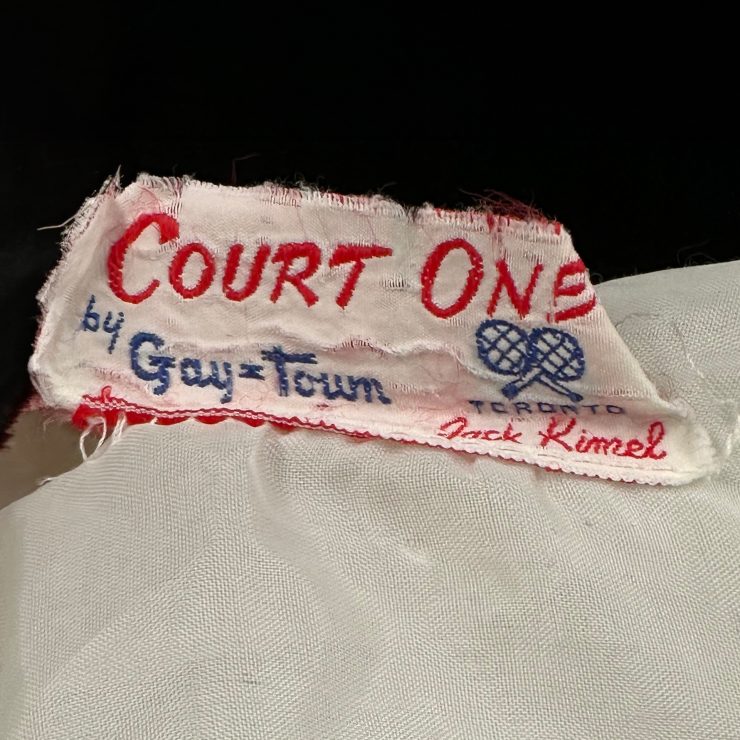 COURT ONE
by Gay=Town
TORONTO
Jack Kimel